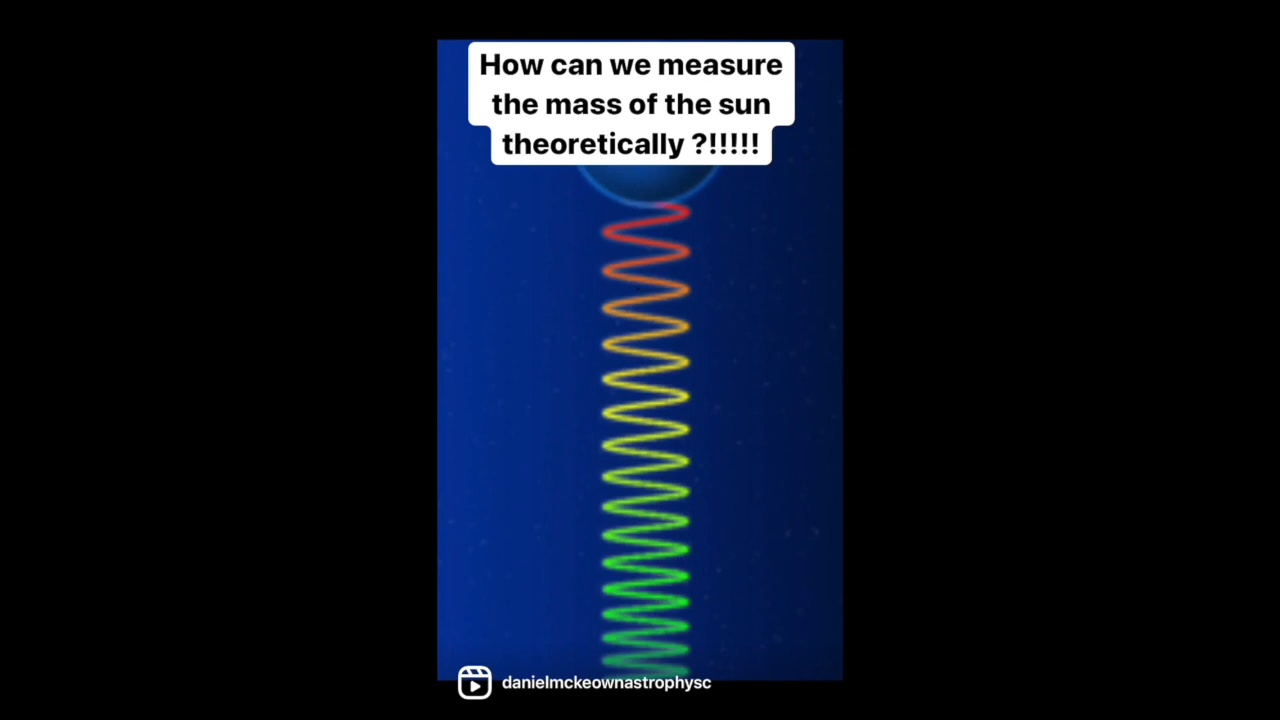 How can we measure
the mass of the sun
theoretically ?!!!!!
danielmckeownastrophysc